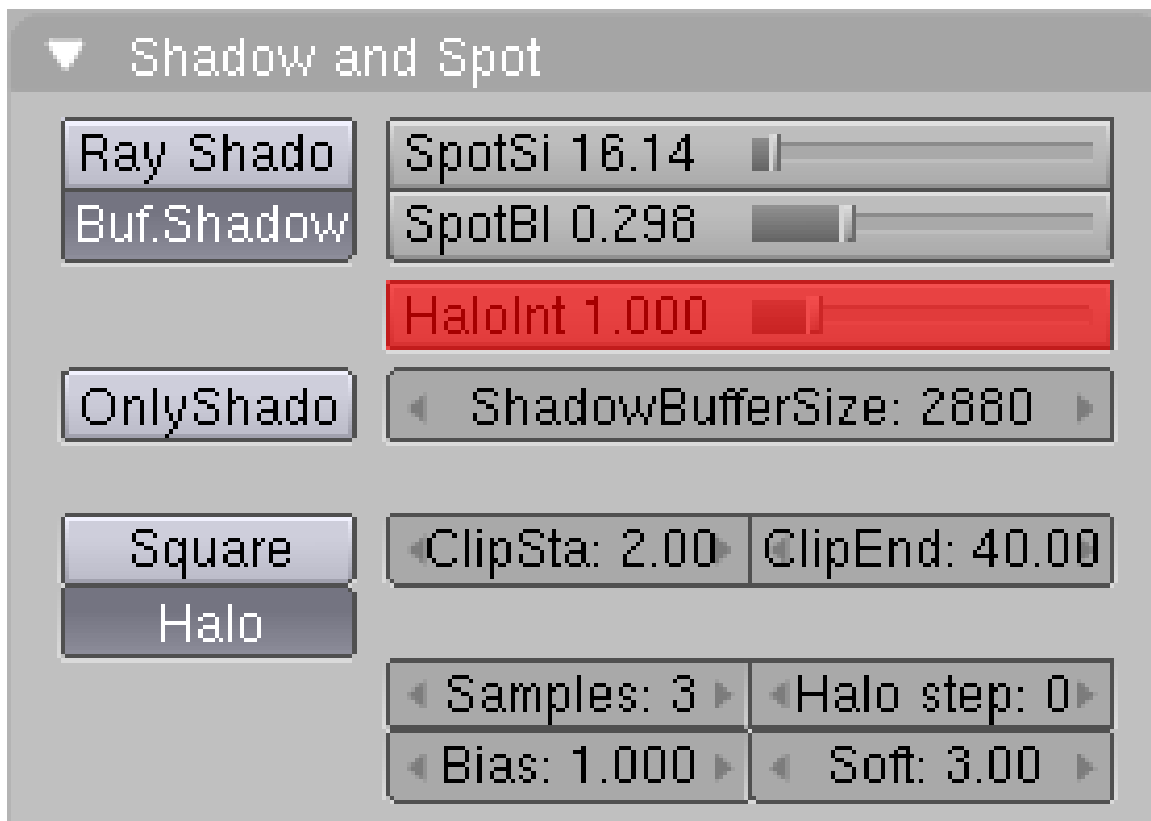 Shadow and Spot
Ray Shado SpotSi 16.14
Buf.Shadow SpotBl 0.298
HaloInt 1.000
OnlyShado ShadowBufferSize: 2880
Square ClipSta: 2.00 ClipEnd: 40.00
Halo
Samples: 3 Halo step: 0
Bias: 1.000 Soft: 3.00